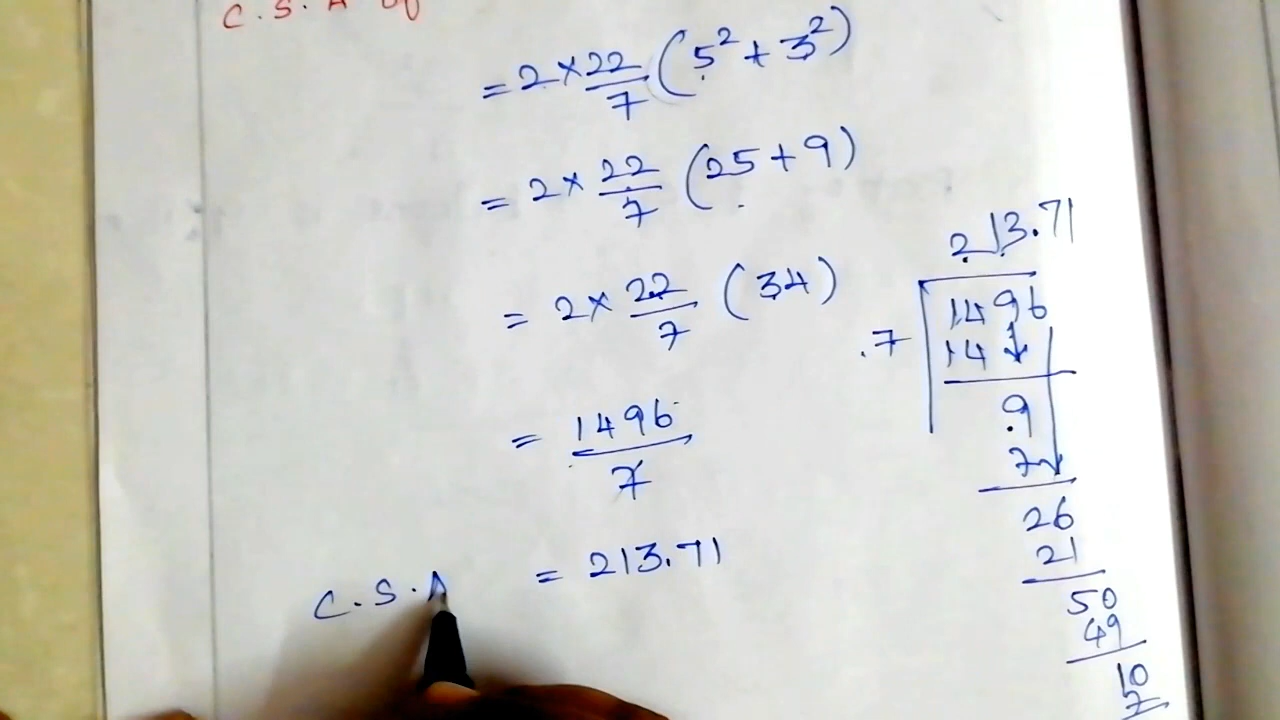 C.S.A of
= 2 × 22/7 (5² + 3²)
= 2 × 22/7 (25 + 9)
= 2 × 22/7 (34)
= 1496/7
C.S.A = 213.71
213.71
.7 1496
14
.9
7
26
21
50
49
10
7